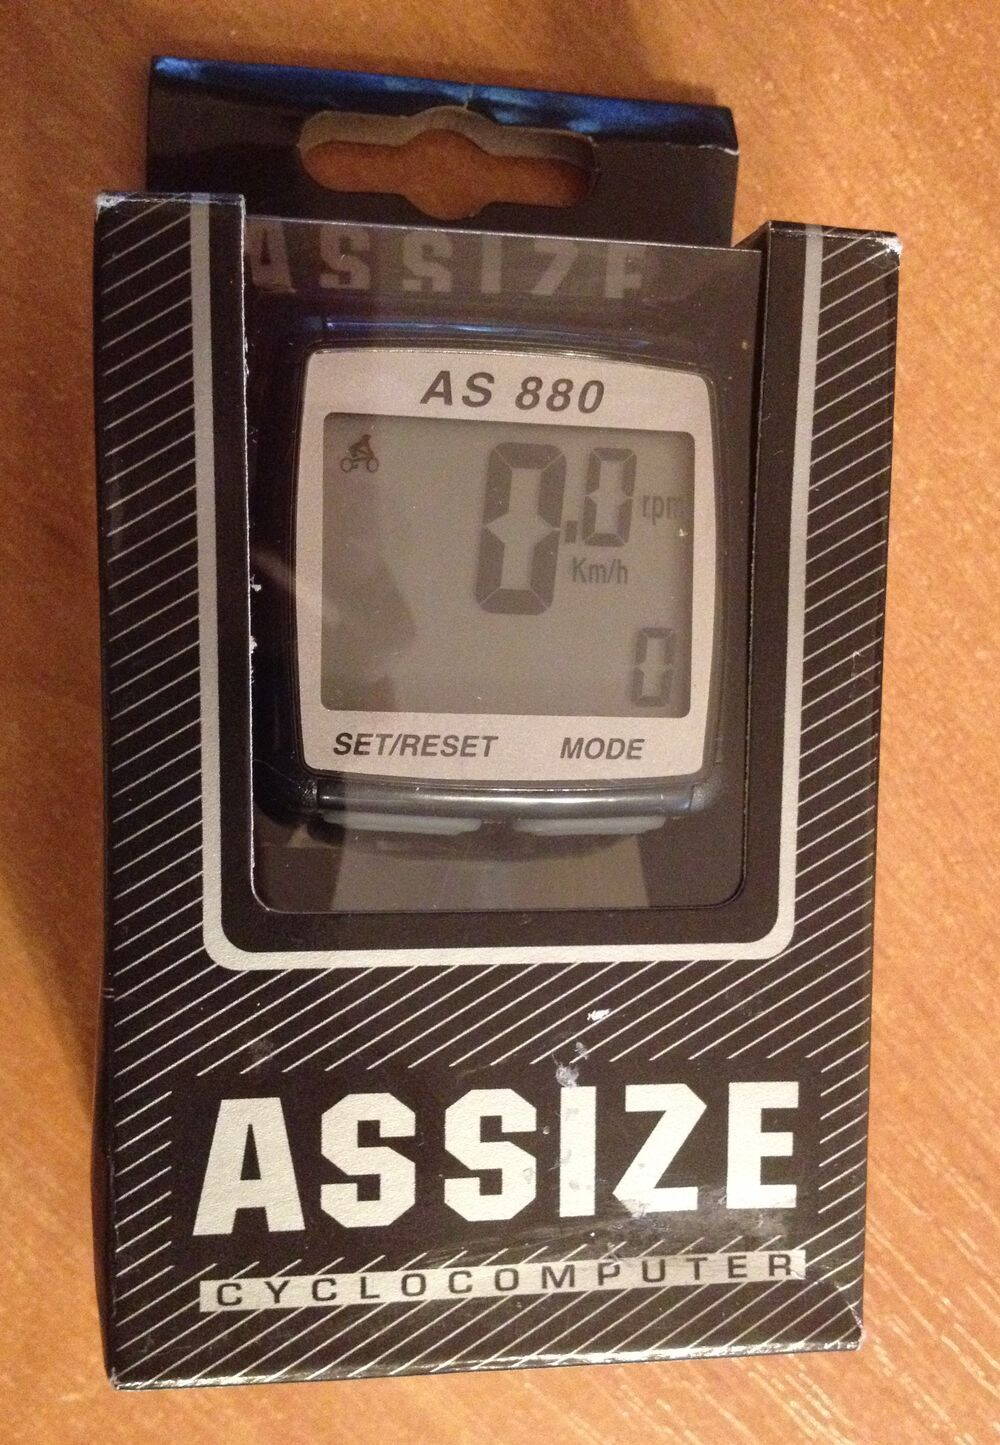 ASSIZE
AS 880
0.0 rpm
Km/h
0
SET/RESET MODE
ASSIZE
CYCLOCOMPUTER